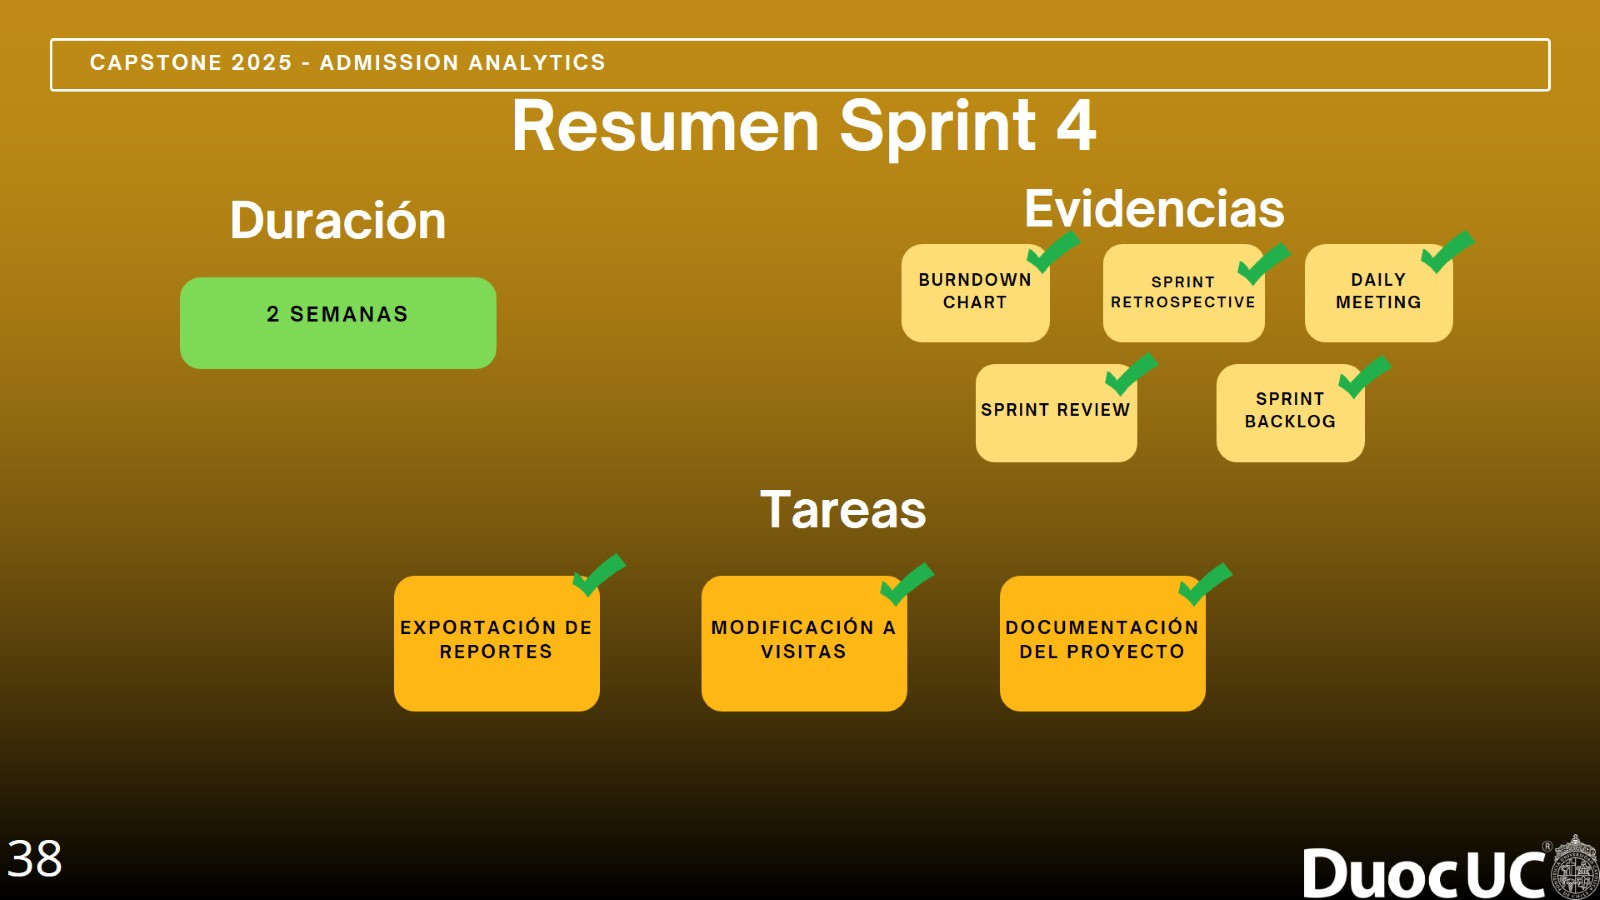 CAPSTONE 2025 - ADMISSION ANALYTICS
Resumen Sprint 4
Duración
2 SEMANAS
Evidencias
BURNDOWN
CHART
SPRINT
RETROSPECTIVE
DAILY
MEETING
SPRINT REVIEW
SPRINT
BACKLOG
Tareas
EXPORTACIÓN DE
REPORTES
MODIFICACIÓN A
VISITAS
DOCUMENTACIÓN
DEL PROYECTO
38
DuocUC®